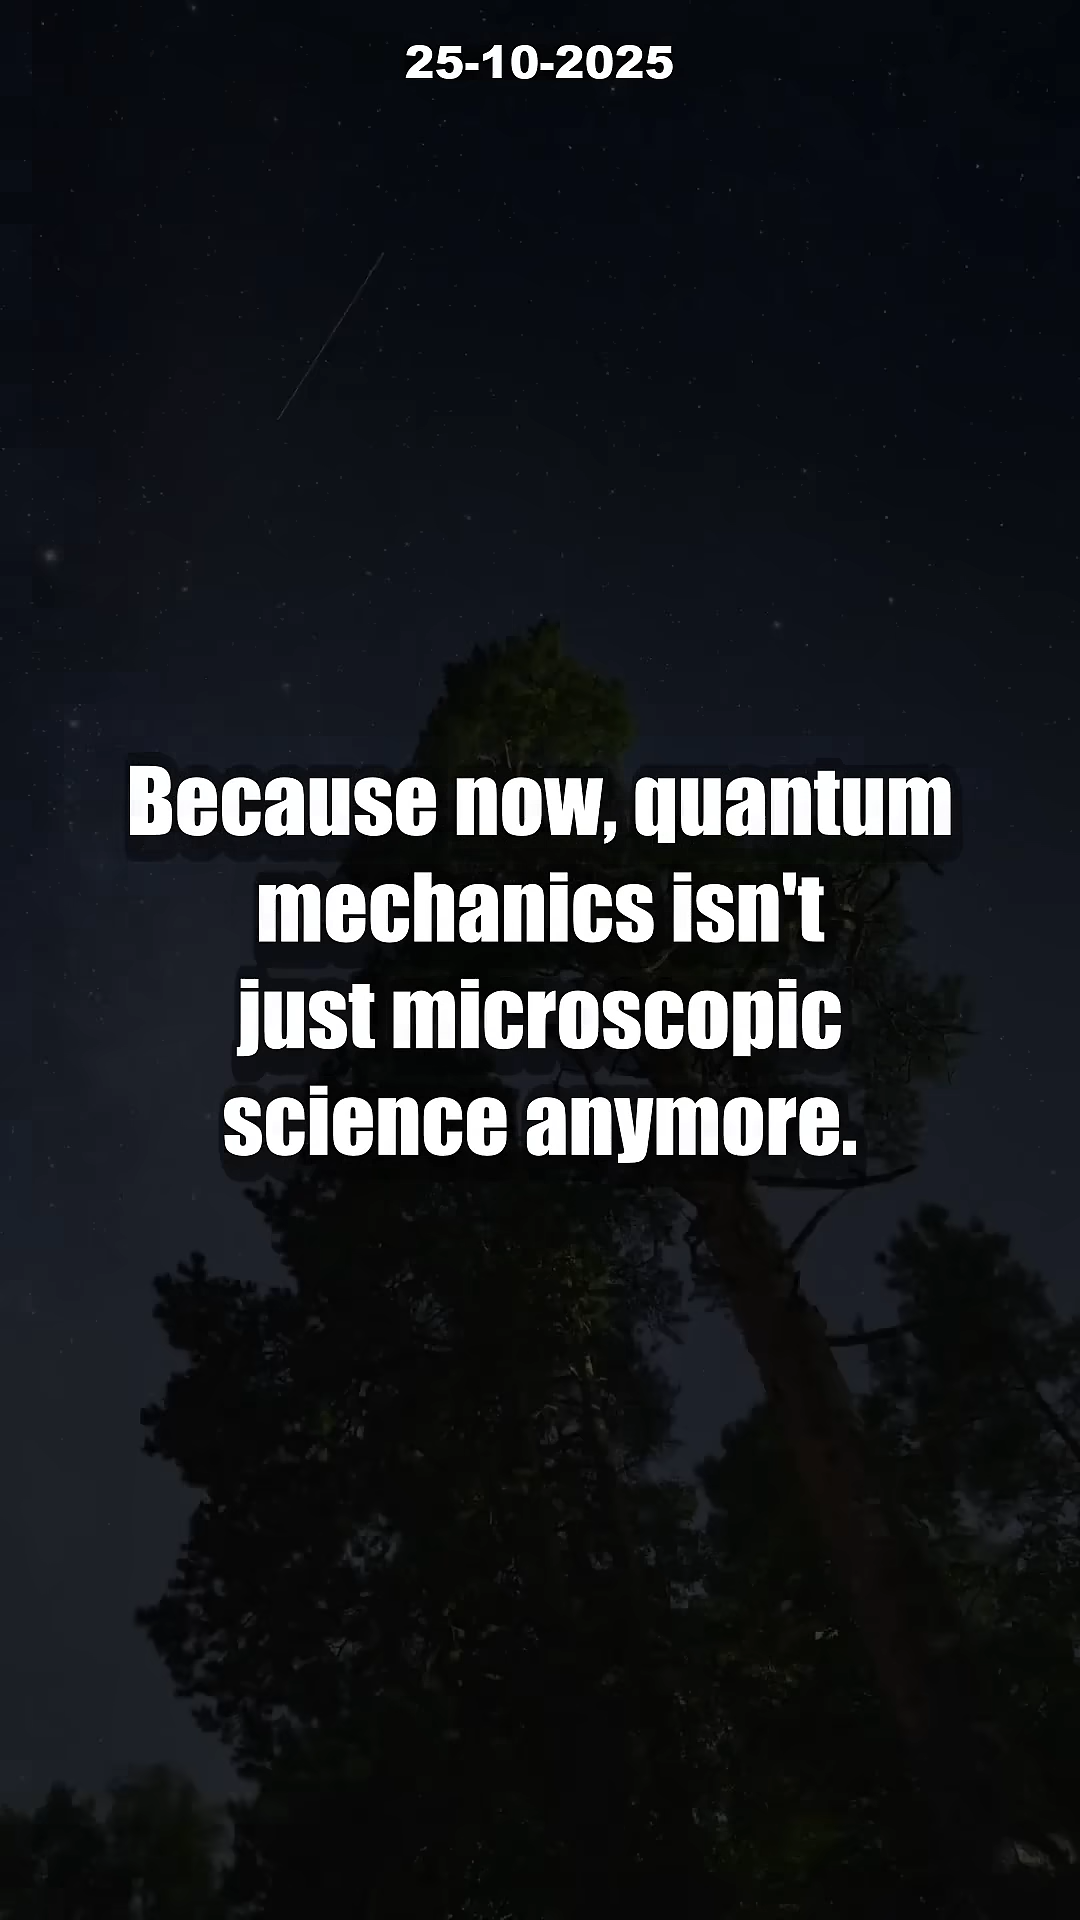 25-10-2025
Because now, quantum
mechanics isn't
just microscopic
science anymore.